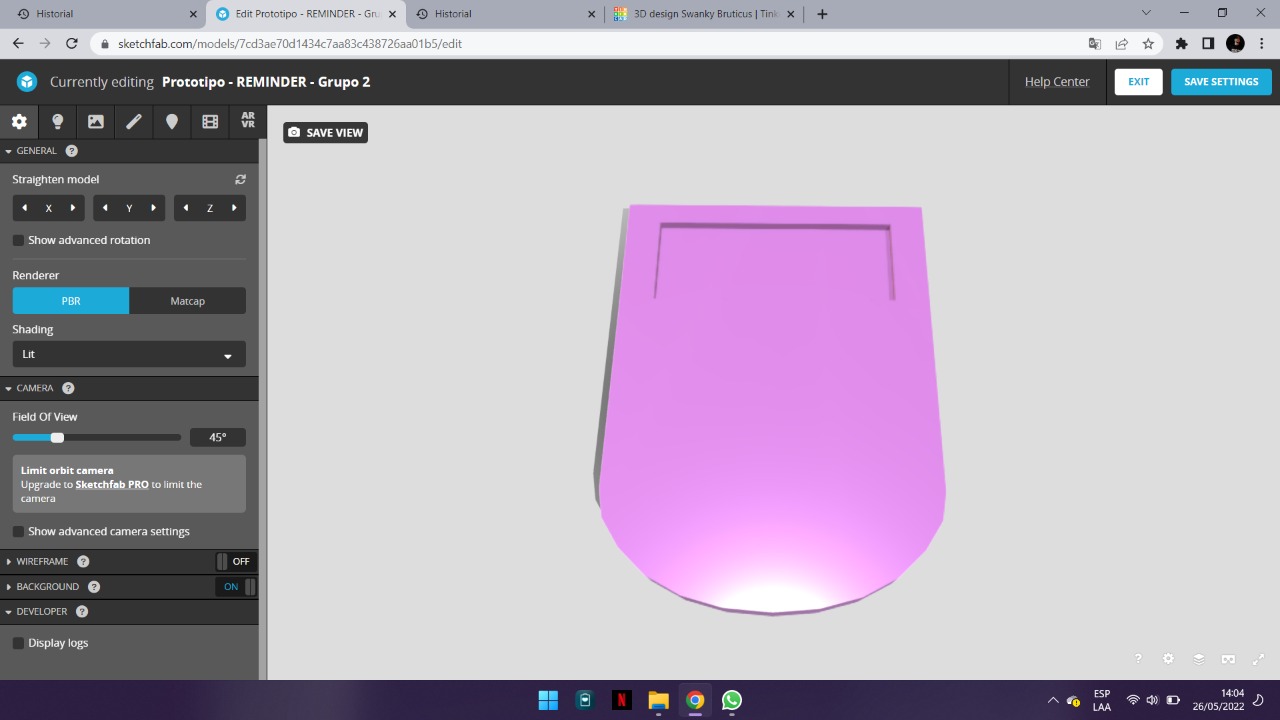 Historial
Edit Prototipo - REMINDER - Gru
Historial
3D design Swanky Bruticus | Tink
sketchfab.com/models/7cd3ae70d1434c7aa83c438726aa01b5/edit
Currently editing Prototipo - REMINDER - Grupo 2
Help Center
EXIT
SAVE SETTINGS
AR
VR
SAVE VIEW
GENERAL ?
Straighten model
X Y Z
Show advanced rotation
Renderer
PBR Matcap
Shading
Lit
CAMERA ?
Field Of View
45°
Limit orbit camera
Upgrade to Sketchfab PRO to limit the
camera
Show advanced camera settings
WIREFRAME ? OFF
BACKGROUND ? ON
DEVELOPER ?
Display logs
?
N
ESP
LAA
14:04
26/05/2022